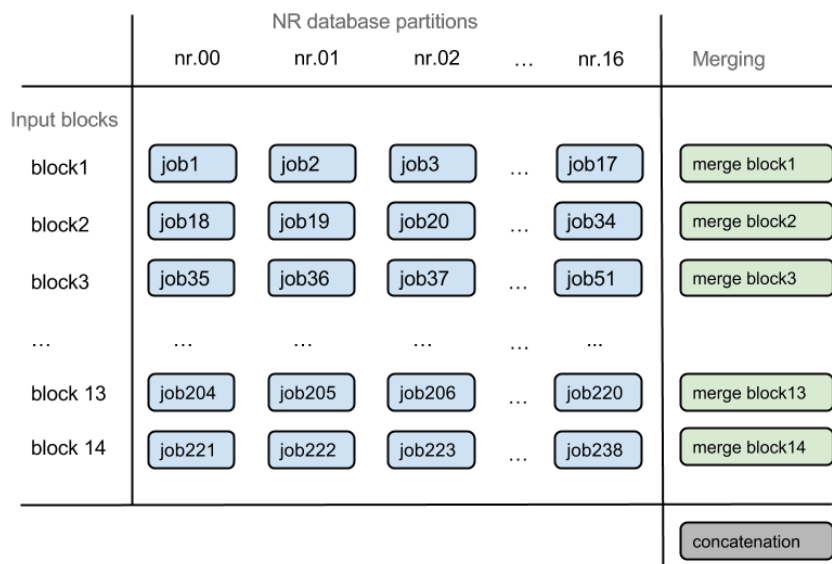 NR database partitions
nr.00 nr.01 nr.02 ... nr.16 Merging
Input blocks
block1 job1 job2 job3 ... job17 merge block1
block2 job18 job19 job20 ... job34 merge block2
block3 job35 job36 job37 ... job51 merge block3
... ... ... ... ... ...
block 13 job204 job205 job206 ... job220 merge block13
block 14 job221 job222 job223 ... job238 merge block14
concatenation